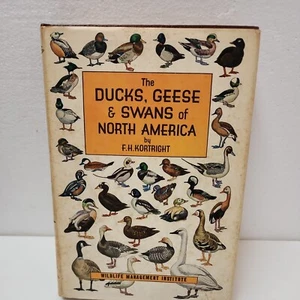 The
DUCKS, GEESE
& SWANS of
NORTH AMERICA
by
F.H. KORTRIGHT
WILDLIFE MANAGEMENT INSTITUTE